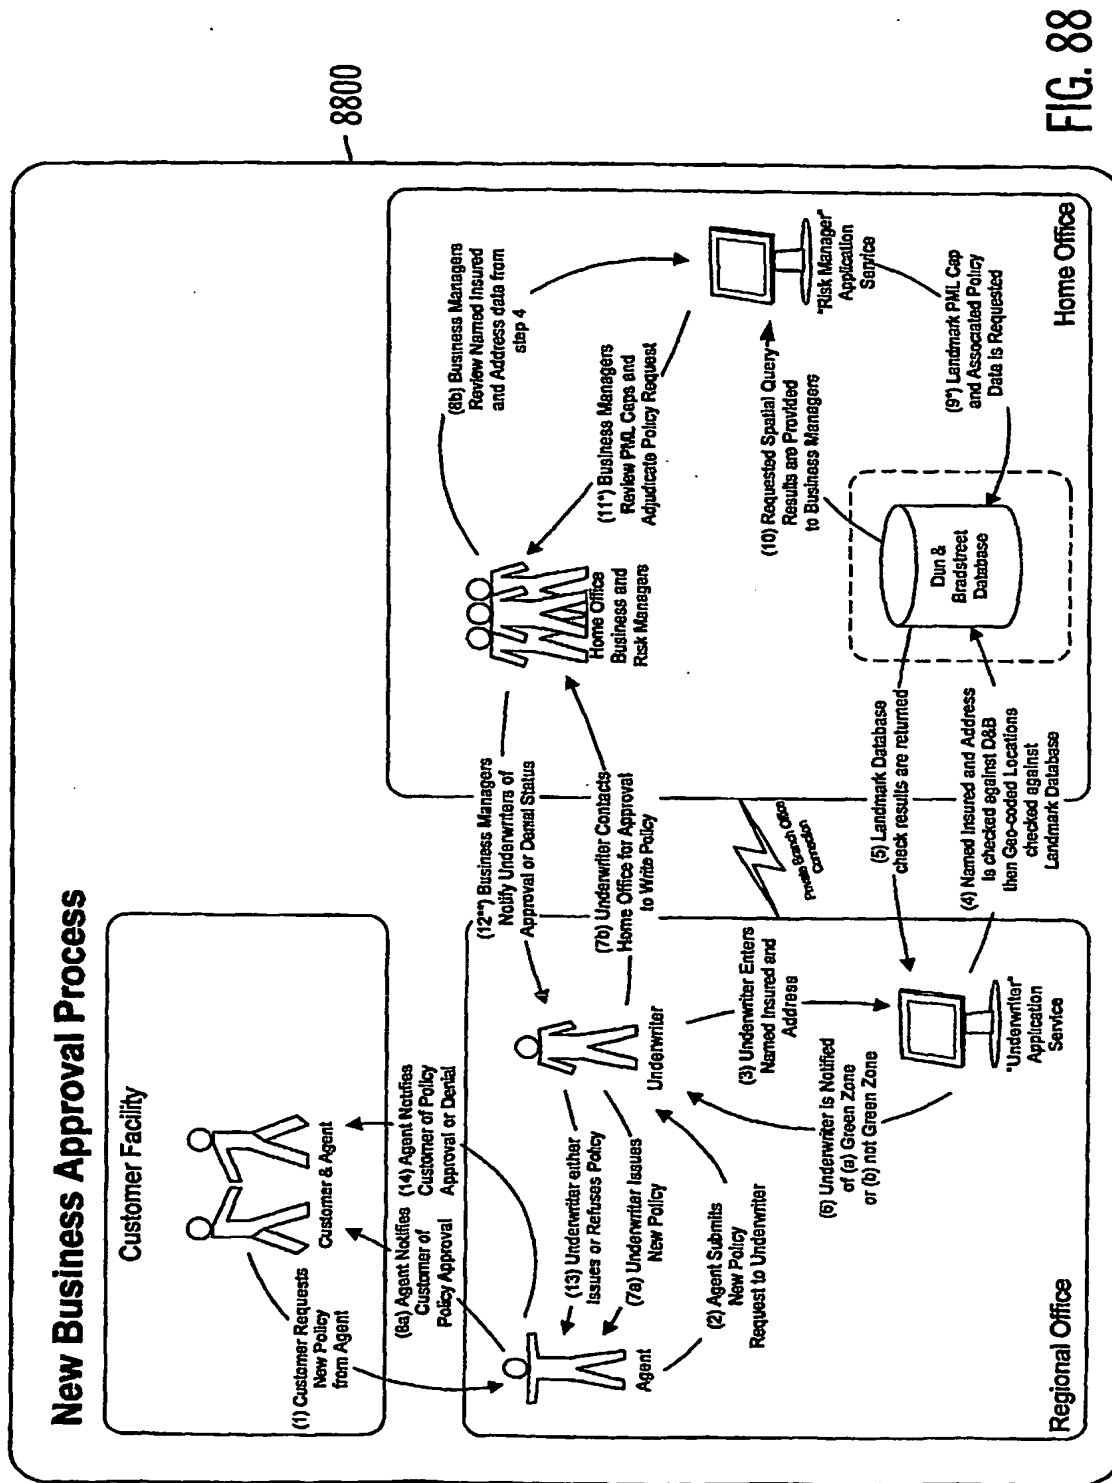 New Business Approval Process
8800
Customer Facility
Customer & Agent
(1) Customer Requests
New Policy
from Agent
(8a) Agent Notifies
Customer of
Policy Approval
(14) Agent Notifies
Customer of Policy
Approval or Denial
Agent
(13) Underwriter either
Issues or Refuses Policy
(7a) Underwriter Issues
New Policy
(2) Agent Submits
New Policy
Request to Underwriter
Underwriter
(3) Underwriter Enters
Named Insured and
Address
(6) Underwriter is Notified
of (a) Green Zone
or (b) not Green Zone
"Underwriter"
Application
Service
Regional Office
(12**) Business Managers
Notify Underwriters of
Approval or Denial Status
(7b) Underwriter Contacts
Home Office for Approval
to Write Policy
Private Branch Office
Connection
(5) Landmark Database
check results are returned
(4) Named Insured and Address
is checked against D&B
then Geo-coded Locations
checked against
Landmark Database
Home Office
Business and
Risk Managers
(8b) Business Managers
Review Named Insured
and Address data from
step 4
(11*) Business Managers
Review PML Caps and
Adjudicate Policy Request
(10) Requested Spatial Query
Results are Provided
to Business Managers
"Risk Manager"
Application
Service
(9*) Landmark PML Cap
and Associated Policy
Data is Requested
Dun &
Bradstreet
Database
Home Office
FIG. 88